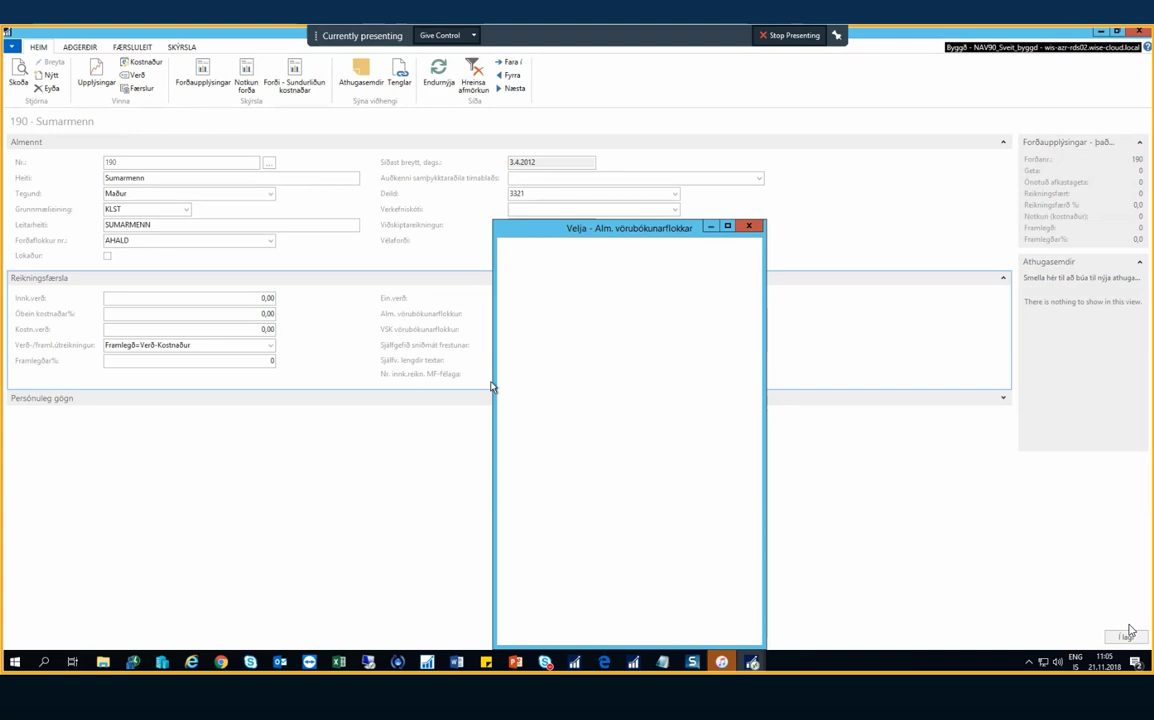 Currently presenting
Give Control
Stop Presenting
HEIM AÐGERÐIR FÆRSLULEIT SKÝRSLA
Byggð - NAV90_Sveit_byggd - wis-azr-rds02.wise-cloud.local
Skoða
Breyta
Nýtt
Eyða
Stjórna
Upplýsingar
Kostnaður
Verð
Færslur
Vinna
Forðaupplýsingar
Notkun forða
Forði - Sundurliðun kostnaðar
Skýrsla
Athugasemdir
Tenglar
Sýna viðhengi
Endurnýja
Hreinsa afmörkun
Fara í
Fyrra
Næsta
Síða
190 - Sumarmenn
Almennt
Nr.: 190 ...
Heiti: Sumarmenn
Tegund: Maður
Grunnmælieining: KLST
Leitarheiti: SUMARMENN
Forðaflokkur nr.: AHALD
Lokaður:
Síðast breytt, dags.: 3.4.2012
Auðkenni samþykktaraðila tímablaðs:
Deild: 3321
Verkefniskóti:
Viðskiptareikningur:
Vélaforði:
Velja - Alm. vörubókunarflokkar
Reikningsfærsla
Innk.verð: 0,00
Óbein kostnaðar%: 0,00
Kostn.verð: 0,00
Verð-/framl.útreikningur: Framlegð=Verð-Kostnaður
Framlegðar%: 0
Ein.verð:
Alm. vörubókunarflokkur:
VSK vörubókunarflokkur:
Sjálfgefið sniðmát frestunar:
Sjálfv. lengdir textar:
Nr. innk.reikn. MF-félaga:
Persónuleg gögn
Forðaupplýsingar - það...
Forðanr.: 190
Geta: 0
Ónotuð afkastageta: 0
Reikningsfært: 0
Reikningsfærð %: 0,0
Notkun (kostnaður): 0
Framlegð: 0
Framlegðar%: 0,0
Athugasemdir
Smella hér til að búa til nýja athuga...
There is nothing to show in this view.
ENG
IS
11:05
21.11.2018